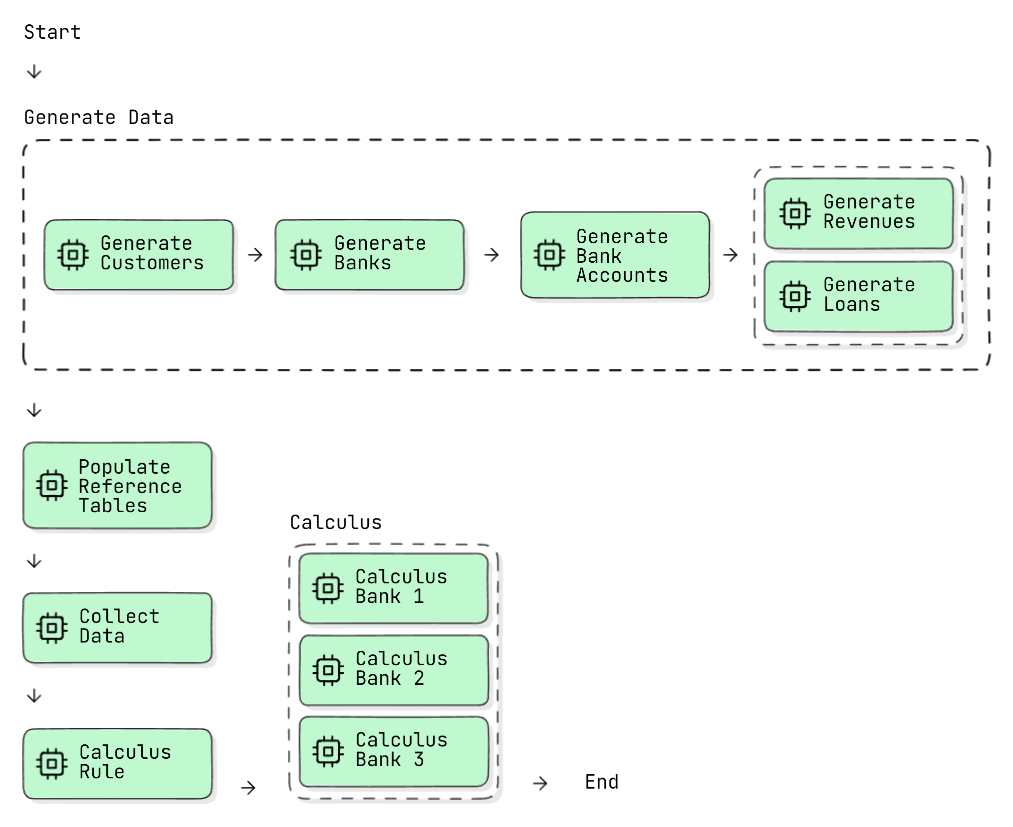 Start
↓
Generate Data
Generate
Customers
→
Generate
Banks
→
Generate
Bank
Accounts
→
Generate
Revenues
Generate
Loans
↓
Populate
Reference
Tables
↓
Collect
Data
↓
Calculus
Rule
→
Calculus
Calculus
Bank 1
Calculus
Bank 2
Calculus
Bank 3
→
End